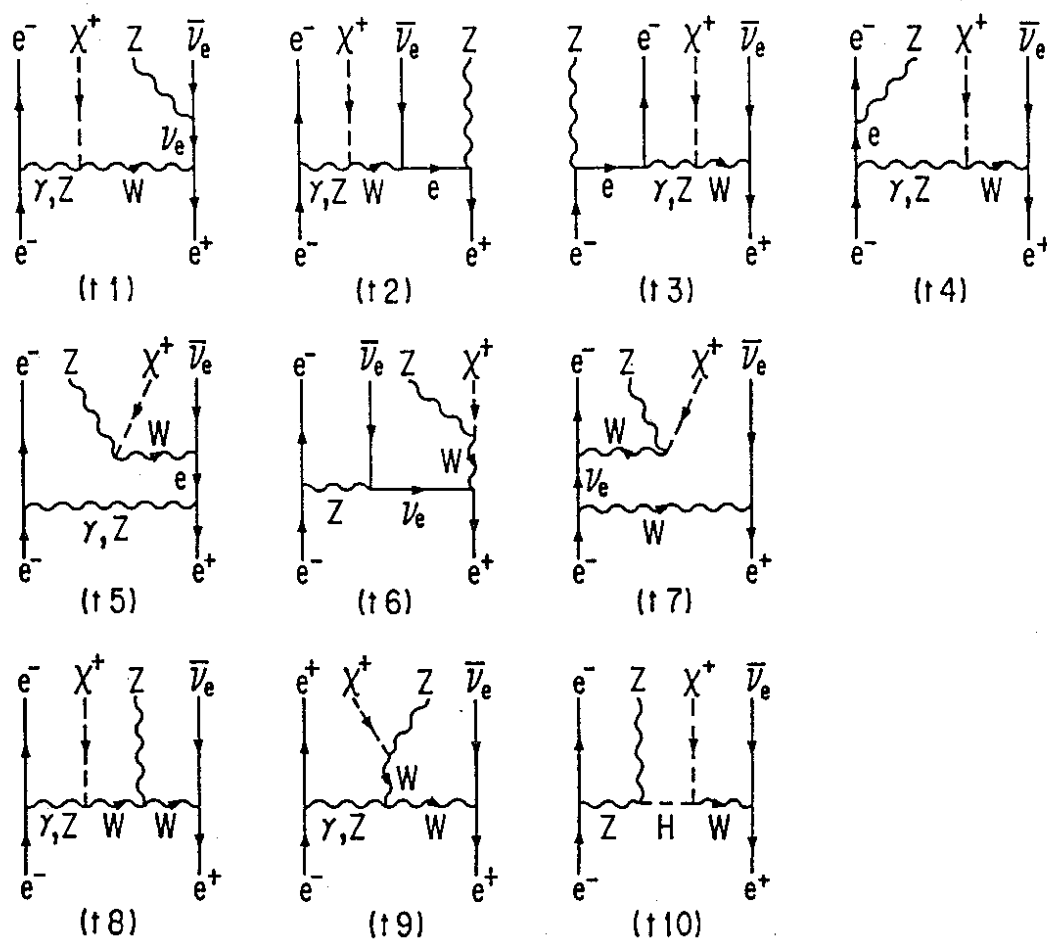 e⁻ χ⁺ Z ν̄ₑ
e⁻ χ⁺ ν̄ₑ Z
Z e⁻ χ⁺ ν̄ₑ
e⁻ Z χ⁺ ν̄ₑ
νₑ
e
γ,Z W
γ,Z W e
e γ,Z W
γ,Z W
e⁻ e⁺
e⁻ e⁺
e⁻ e⁺
e⁻ e⁺
(t1) (t2) (t3) (t4)
e⁻ Z χ⁺ ν̄ₑ
e⁻ ν̄ₑ Z χ⁺
e⁻ Z χ⁺ ν̄ₑ
W
W
W
e
νₑ
γ,Z
Z νₑ
W
e⁻ e⁺
e⁻ e⁺
e⁻ e⁺
(t5) (t6) (t7)
e⁻ χ⁺ Z ν̄ₑ
e⁺ χ⁺ Z ν̄ₑ
e⁻ Z χ⁺ ν̄ₑ
W
γ,Z W W
γ,Z W
Z H W
e⁻ e⁺
e⁻ e⁺
e⁻ e⁺
(t8) (t9) (t10)